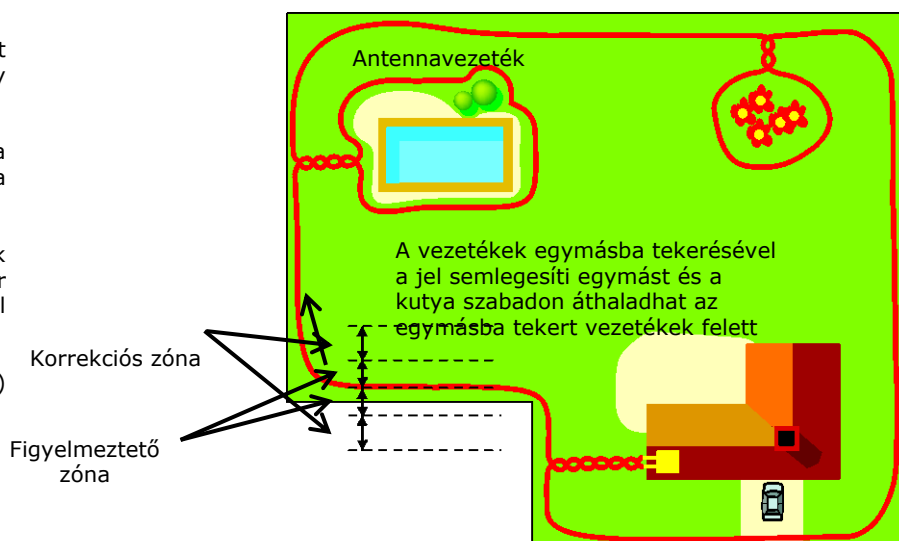 t
y
a
a
k
r
l
)
Antennavezeték
A vezetékek egymásba tekerésével
a jel semlegesíti egymást és a
kutya szabadon áthaladhat az
egymásba tekert vezetékek felett
Korrekciós zóna
Figyelmeztető
zóna